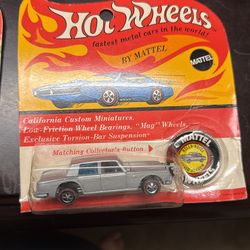 Hot Wheels
fastest metal cars in the world!
BY MATTEL
MATTEL
California Custom Miniatures
Low-Friction Wheel Bearings, "Mag" Wheels,
Exclusive Torsion-Bar Suspension
Matching Collector's Button
MATTEL
WHEELS